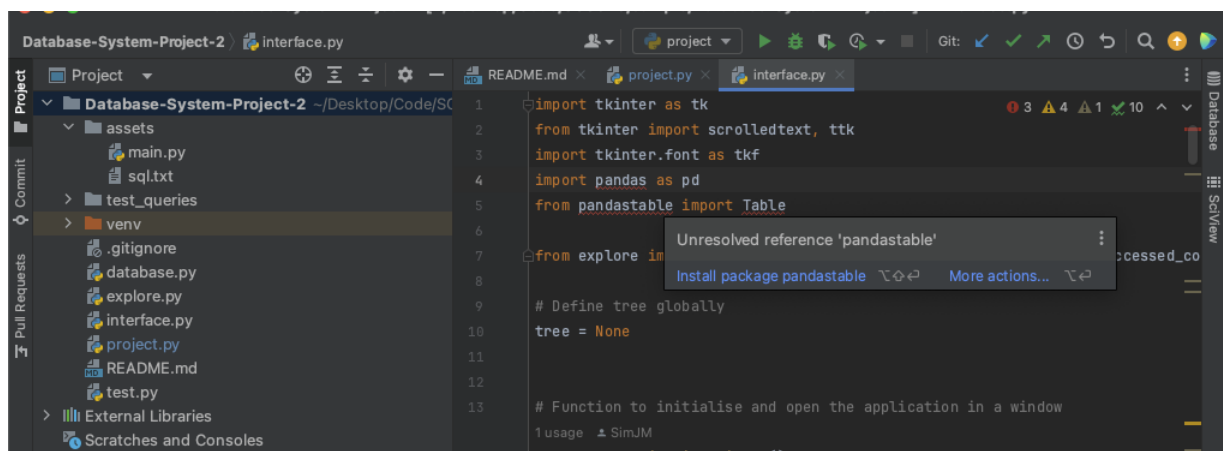 Database-System-Project-2 interface.py project Git:
Project README.md project.py interface.py
Project
Commit
Pull Requests
Database-System-Project-2 ~/Desktop/Code/SC
assets
main.py
sql.txt
test_queries
venv
.gitignore
database.py
explore.py
interface.py
project.py
README.md
test.py
External Libraries
Scratches and Consoles
1 import tkinter as tk 3 4 1 10
2 from tkinter import scrolledtext, ttk
3 import tkinter.font as tkf
4 import pandas as pd
5 from pandastable import Table
6
7 from explore im ccessed_co
8
9 # Define tree globally
10 tree = None
11
12
13 # Function to initialise and open the application in a window
1 usage SimJM
Unresolved reference 'pandastable'
Install package pandastable ⌥⇧⏎ More actions... ⌥⏎
Database
SciView